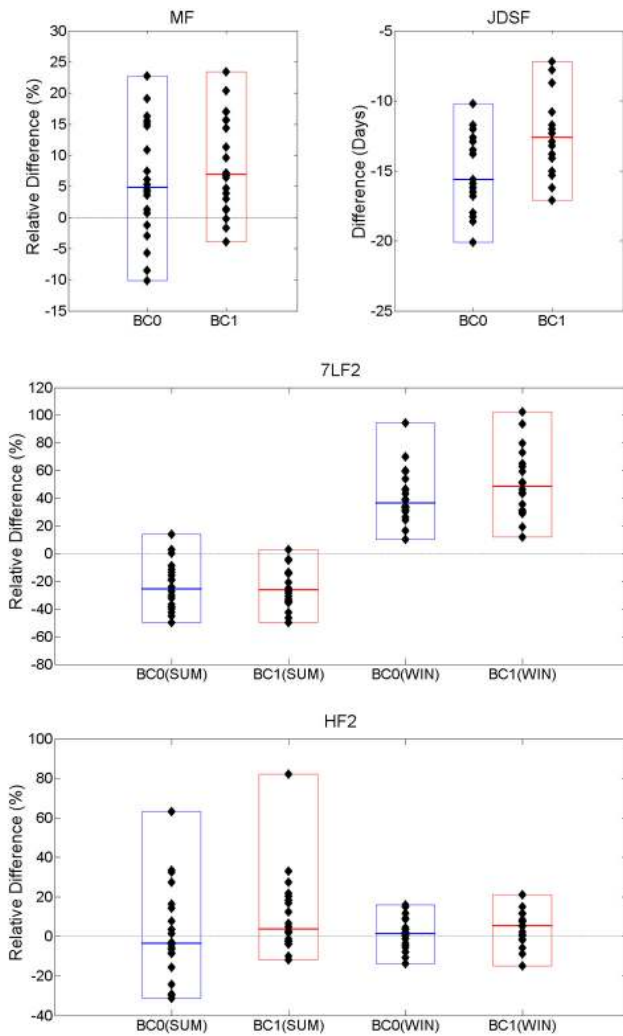 MF
Relative Difference (%)
30
25
20
15
10
5
0
-5
-10
-15
BC0
BC1
JDSF
Difference (Days)
-5
-10
-15
-20
-25
BC0
BC1
7LF2
Relative Difference (%)
120
100
80
60
40
20
0
-20
-40
-60
-80
BC0(SUM)
BC1(SUM)
BC0(WIN)
BC1(WIN)
HF2
Relative Difference (%)
100
80
60
40
20
0
-20
-40
BC0(SUM)
BC1(SUM)
BC0(WIN)
BC1(WIN)